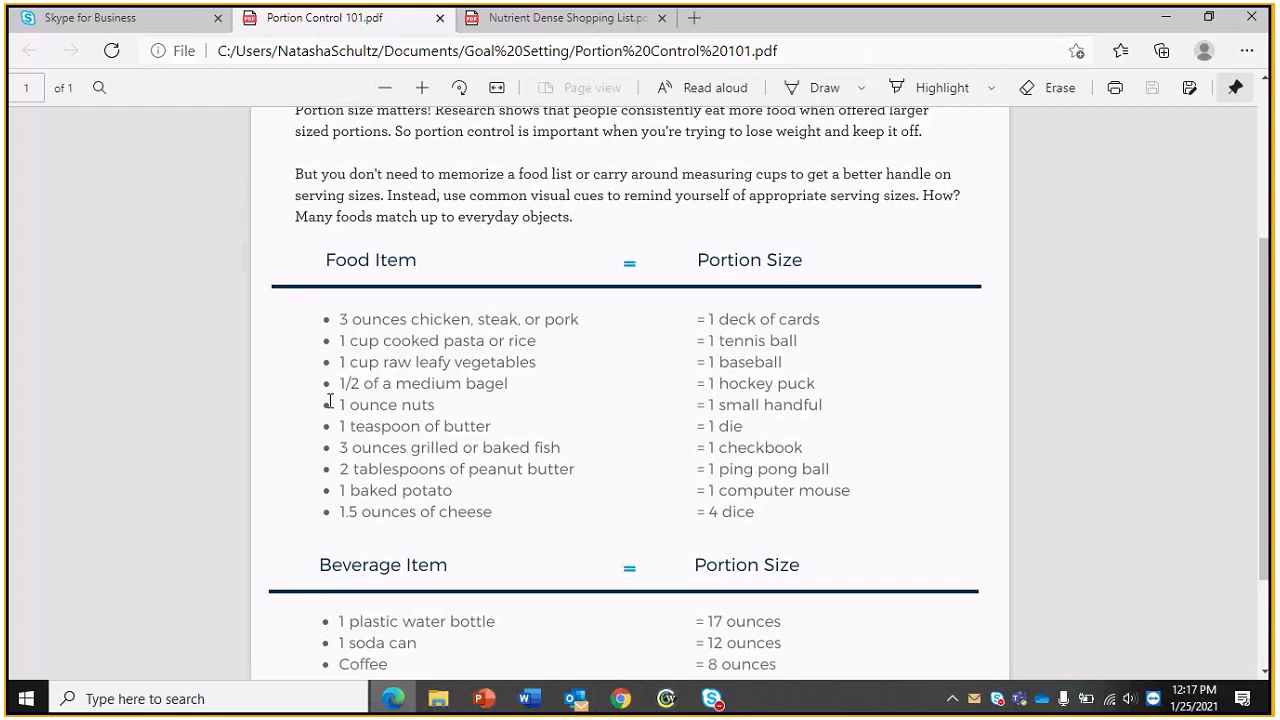 Skype for Business
Portion Control 101.pdf
Nutrient Dense Shopping List.po
File
C:/Users/NatashaSchultz/Documents/Goal%20Setting/Portion%20Control%20101.pdf
1 of 1
Page view
Read aloud
Draw
Highlight
Erase
Portion size matters! Research shows that people consistently eat more food when offered larger
sized portions. So portion control is important when you're trying to lose weight and keep it off.
But you don't need to memorize a food list or carry around measuring cups to get a better handle on
serving sizes. Instead, use common visual cues to remind yourself of appropriate serving sizes. How?
Many foods match up to everyday objects.
Food Item = Portion Size
• 3 ounces chicken, steak, or pork = 1 deck of cards
• 1 cup cooked pasta or rice = 1 tennis ball
• 1 cup raw leafy vegetables = 1 baseball
• 1/2 of a medium bagel = 1 hockey puck
• 1 ounce nuts = 1 small handful
• 1 teaspoon of butter = 1 die
• 3 ounces grilled or baked fish = 1 checkbook
• 2 tablespoons of peanut butter = 1 ping pong ball
• 1 baked potato = 1 computer mouse
• 1.5 ounces of cheese = 4 dice
Beverage Item = Portion Size
• 1 plastic water bottle = 17 ounces
• 1 soda can = 12 ounces
• Coffee = 8 ounces
Type here to search
12:17 PM
1/25/2021